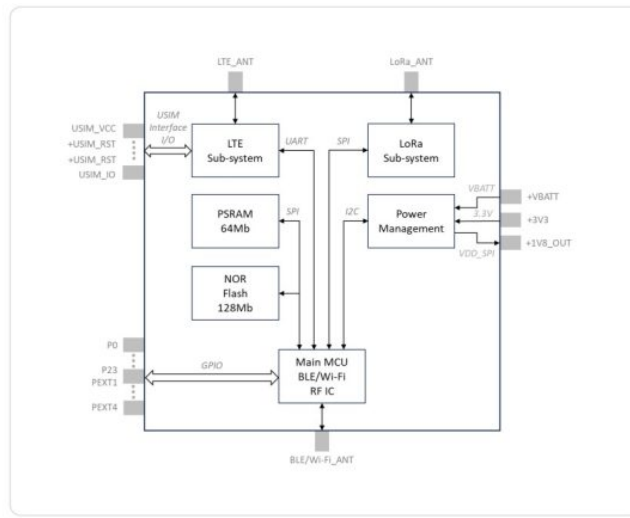 LTE_ANT
LoRa_ANT
USIM_VCC
+USIM_RST
+USIM_RST
USIM_IO
USIM
Interface
I/O
LTE
Sub-system
UART
SPI
LoRa
Sub-system
PSRAM
64Mb
SPI
I2C
Power
Management
VBATT
3.3V
VDD_SPI
+VBATT
+3V3
+1V8_OUT
NOR
Flash
128Mb
P0
P23
PEXT1
PEXT4
GPIO
Main MCU
BLE/Wi-Fi
RF IC
BLE/Wi-Fi_ANT